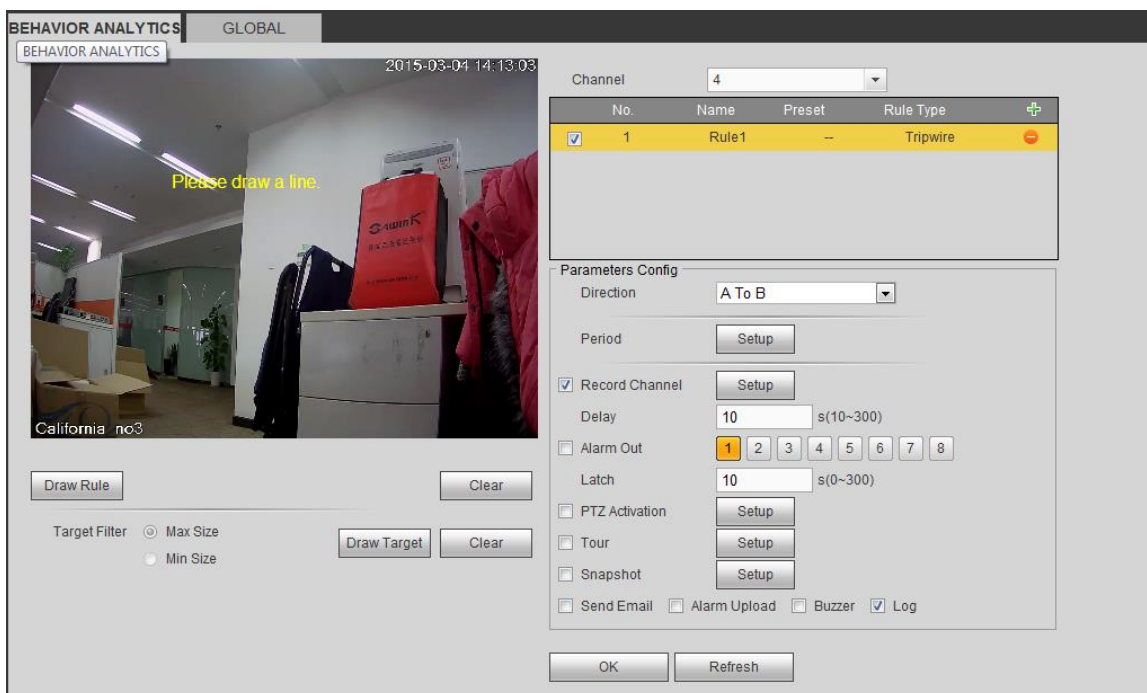 BEHAVIOR ANALYTICS GLOBAL
BEHAVIOR ANALYTICS
2015-03-04 14:13:03
Please draw a line.
California no3
Draw Rule Clear
Target Filter Max Size
Min Size
Draw Target Clear
Channel 4
No. Name Preset Rule Type
1 Rule1 -- Tripwire
Parameters Config
Direction A To B
Period Setup
Record Channel Setup
Delay 10 s(10~300)
Alarm Out 1 2 3 4 5 6 7 8
Latch 10 s(0~300)
PTZ Activation Setup
Tour Setup
Snapshot Setup
Send Email Alarm Upload Buzzer Log
OK Refresh